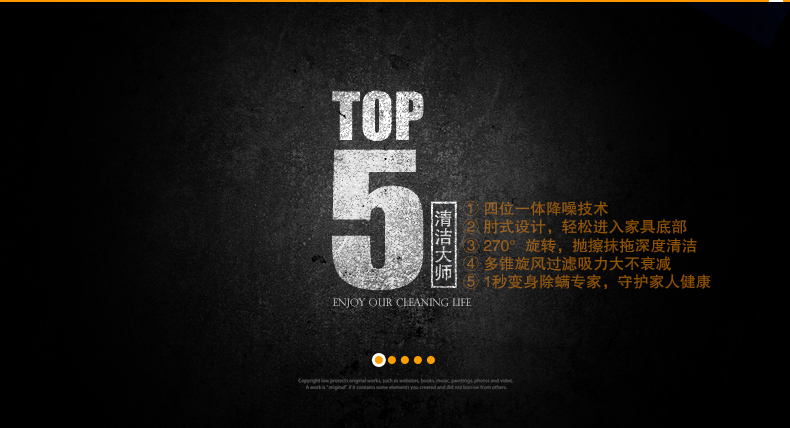 TOP
5
清洁大师
① 四位一体降噪技术
② 肘式设计，轻松进入家具底部
③ 270°旋转，抛擦抹拖深度清洁
④ 多锥旋风过滤吸力大不衰减
⑤ 1秒变身除螨专家，守护家人健康
ENJOY OUR CLEANING LIFE
Copyright law protects original works, such as websites, books, music, paintings, photos and video.
A work is "original" if it contains some elements you created and did not borrow from others.